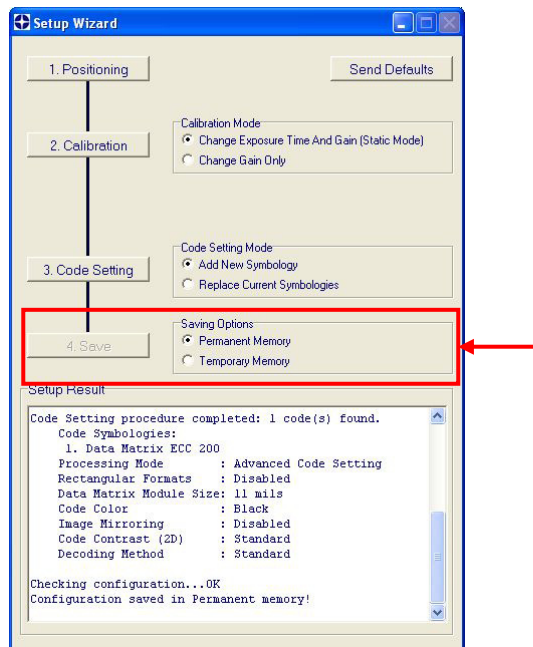 Setup Wizard
1. Positioning
Send Defaults
Calibration Mode
2. Calibration
Change Exposure Time And Gain (Static Mode)
Change Gain Only
Code Setting Mode
3. Code Setting
Add New Symbology
Replace Current Symbologies
Saving Options
4. Save
Permanent Memory
Temporary Memory
Setup Result
Code Setting procedure completed: 1 code(s) found.
Code Symbologies:
1. Data Matrix ECC 200
Processing Mode : Advanced Code Setting
Rectangular Formats : Disabled
Data Matrix Module Size: 11 mils
Code Color : Black
Image Mirroring : Disabled
Code Contrast (2D) : Standard
Decoding Method : Standard
Checking configuration...OK
Configuration saved in Permanent memory!